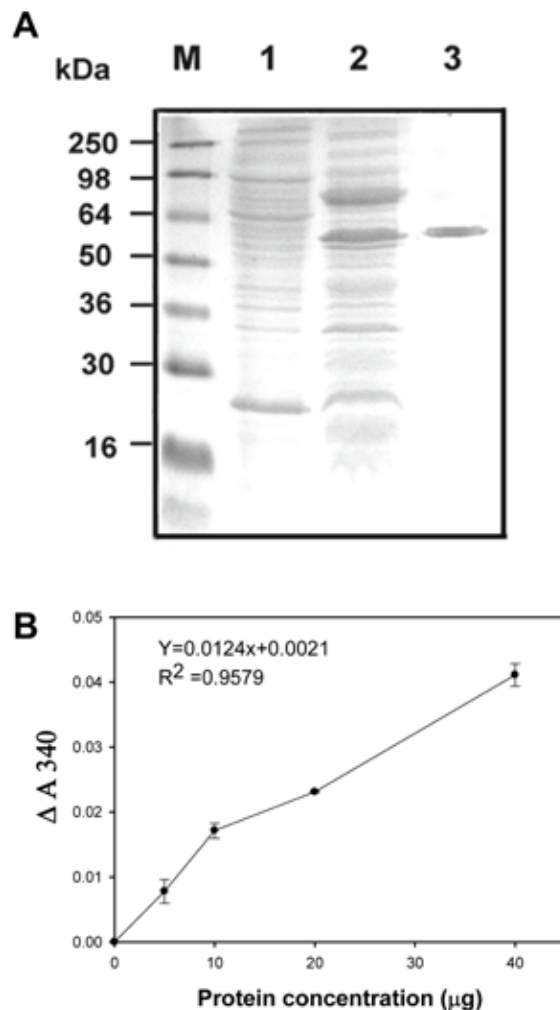 A
kDa M 1 2 3
250
98
64
50
36
30
16
B
Y=0.0124x+0.0021
R2 =0.9579
0.05
0.04
0.03
0.02
0.01
0.00
Δ A 340
0 10 20 30 40
Protein concentration (μg)